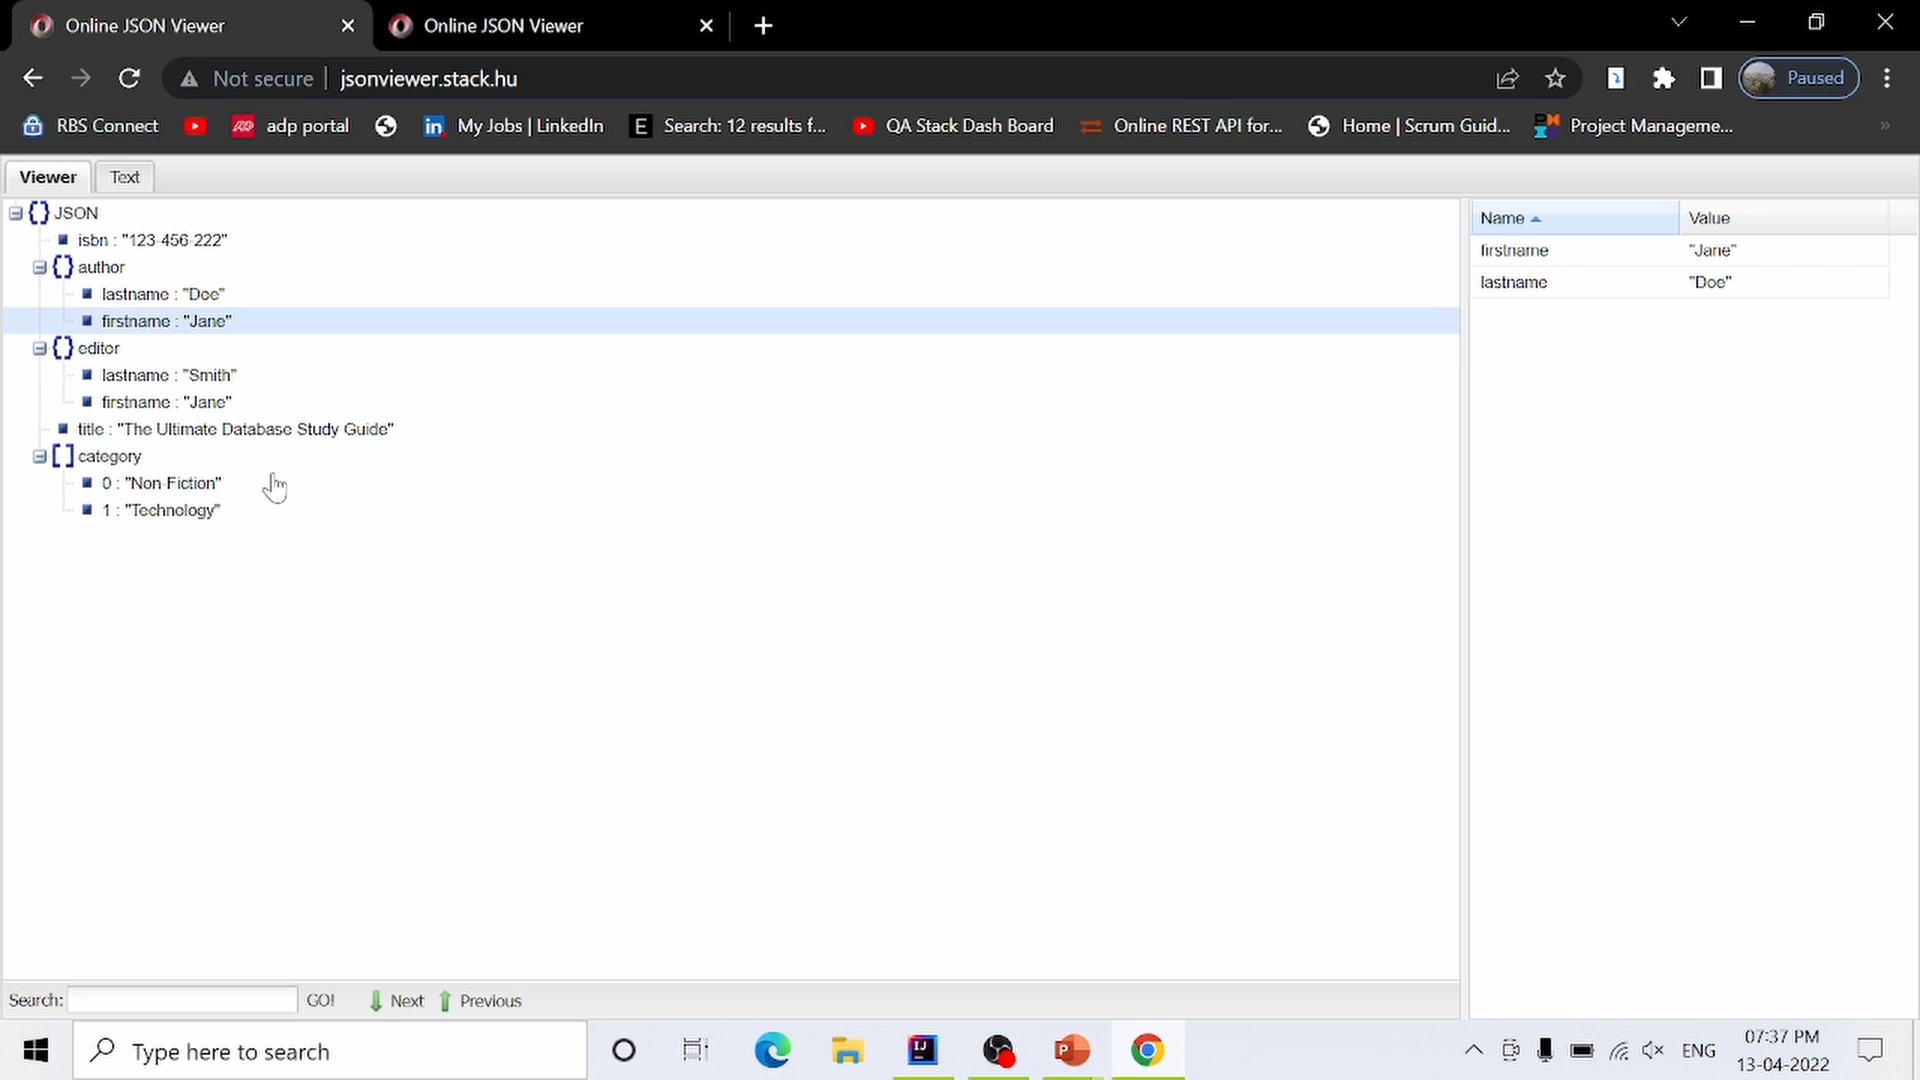 Online JSON Viewer
Online JSON Viewer
Not secure
jsonviewer.stack.hu
Paused
RBS Connect
adp portal
My Jobs | LinkedIn
Search: 12 results f...
QA Stack Dash Board
Online REST API for...
Home | Scrum Guid...
Project Manageme...
»
Viewer
Text
JSON
isbn : "123-456-222"
author
lastname : "Doe"
firstname : "Jane"
editor
lastname : "Smith"
firstname : "Jane"
title : "The Ultimate Database Study Guide"
category
0 : "Non-Fiction"
1 : "Technology"
Name
Value
firstname
"Jane"
lastname
"Doe"
Search:
GO!
Next
Previous
Type here to search
ENG
07:37 PM
13-04-2022